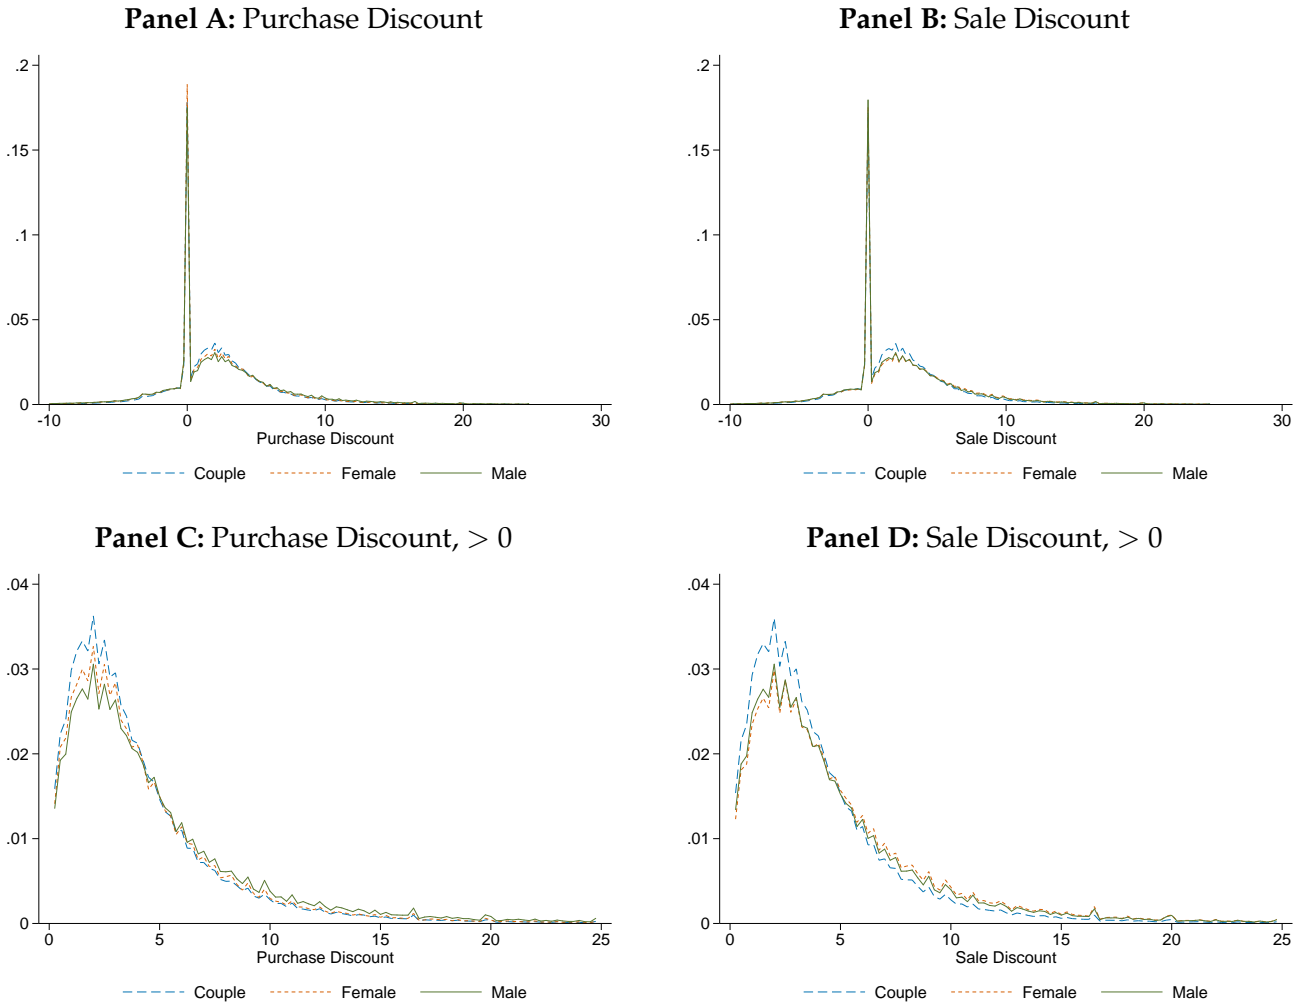 Panel A: Purchase Discount
.2
.15
.1
.05
0
-10 0 10 20 30
Purchase Discount
Couple Female Male
Panel B: Sale Discount
.2
.15
.1
.05
0
-10 0 10 20 30
Sale Discount
Couple Female Male
Panel C: Purchase Discount, > 0
.04
.03
.02
.01
0
0 5 10 15 20 25
Purchase Discount
Couple Female Male
Panel D: Sale Discount, > 0
.04
.03
.02
.01
0
0 5 10 15 20 25
Sale Discount
Couple Female Male